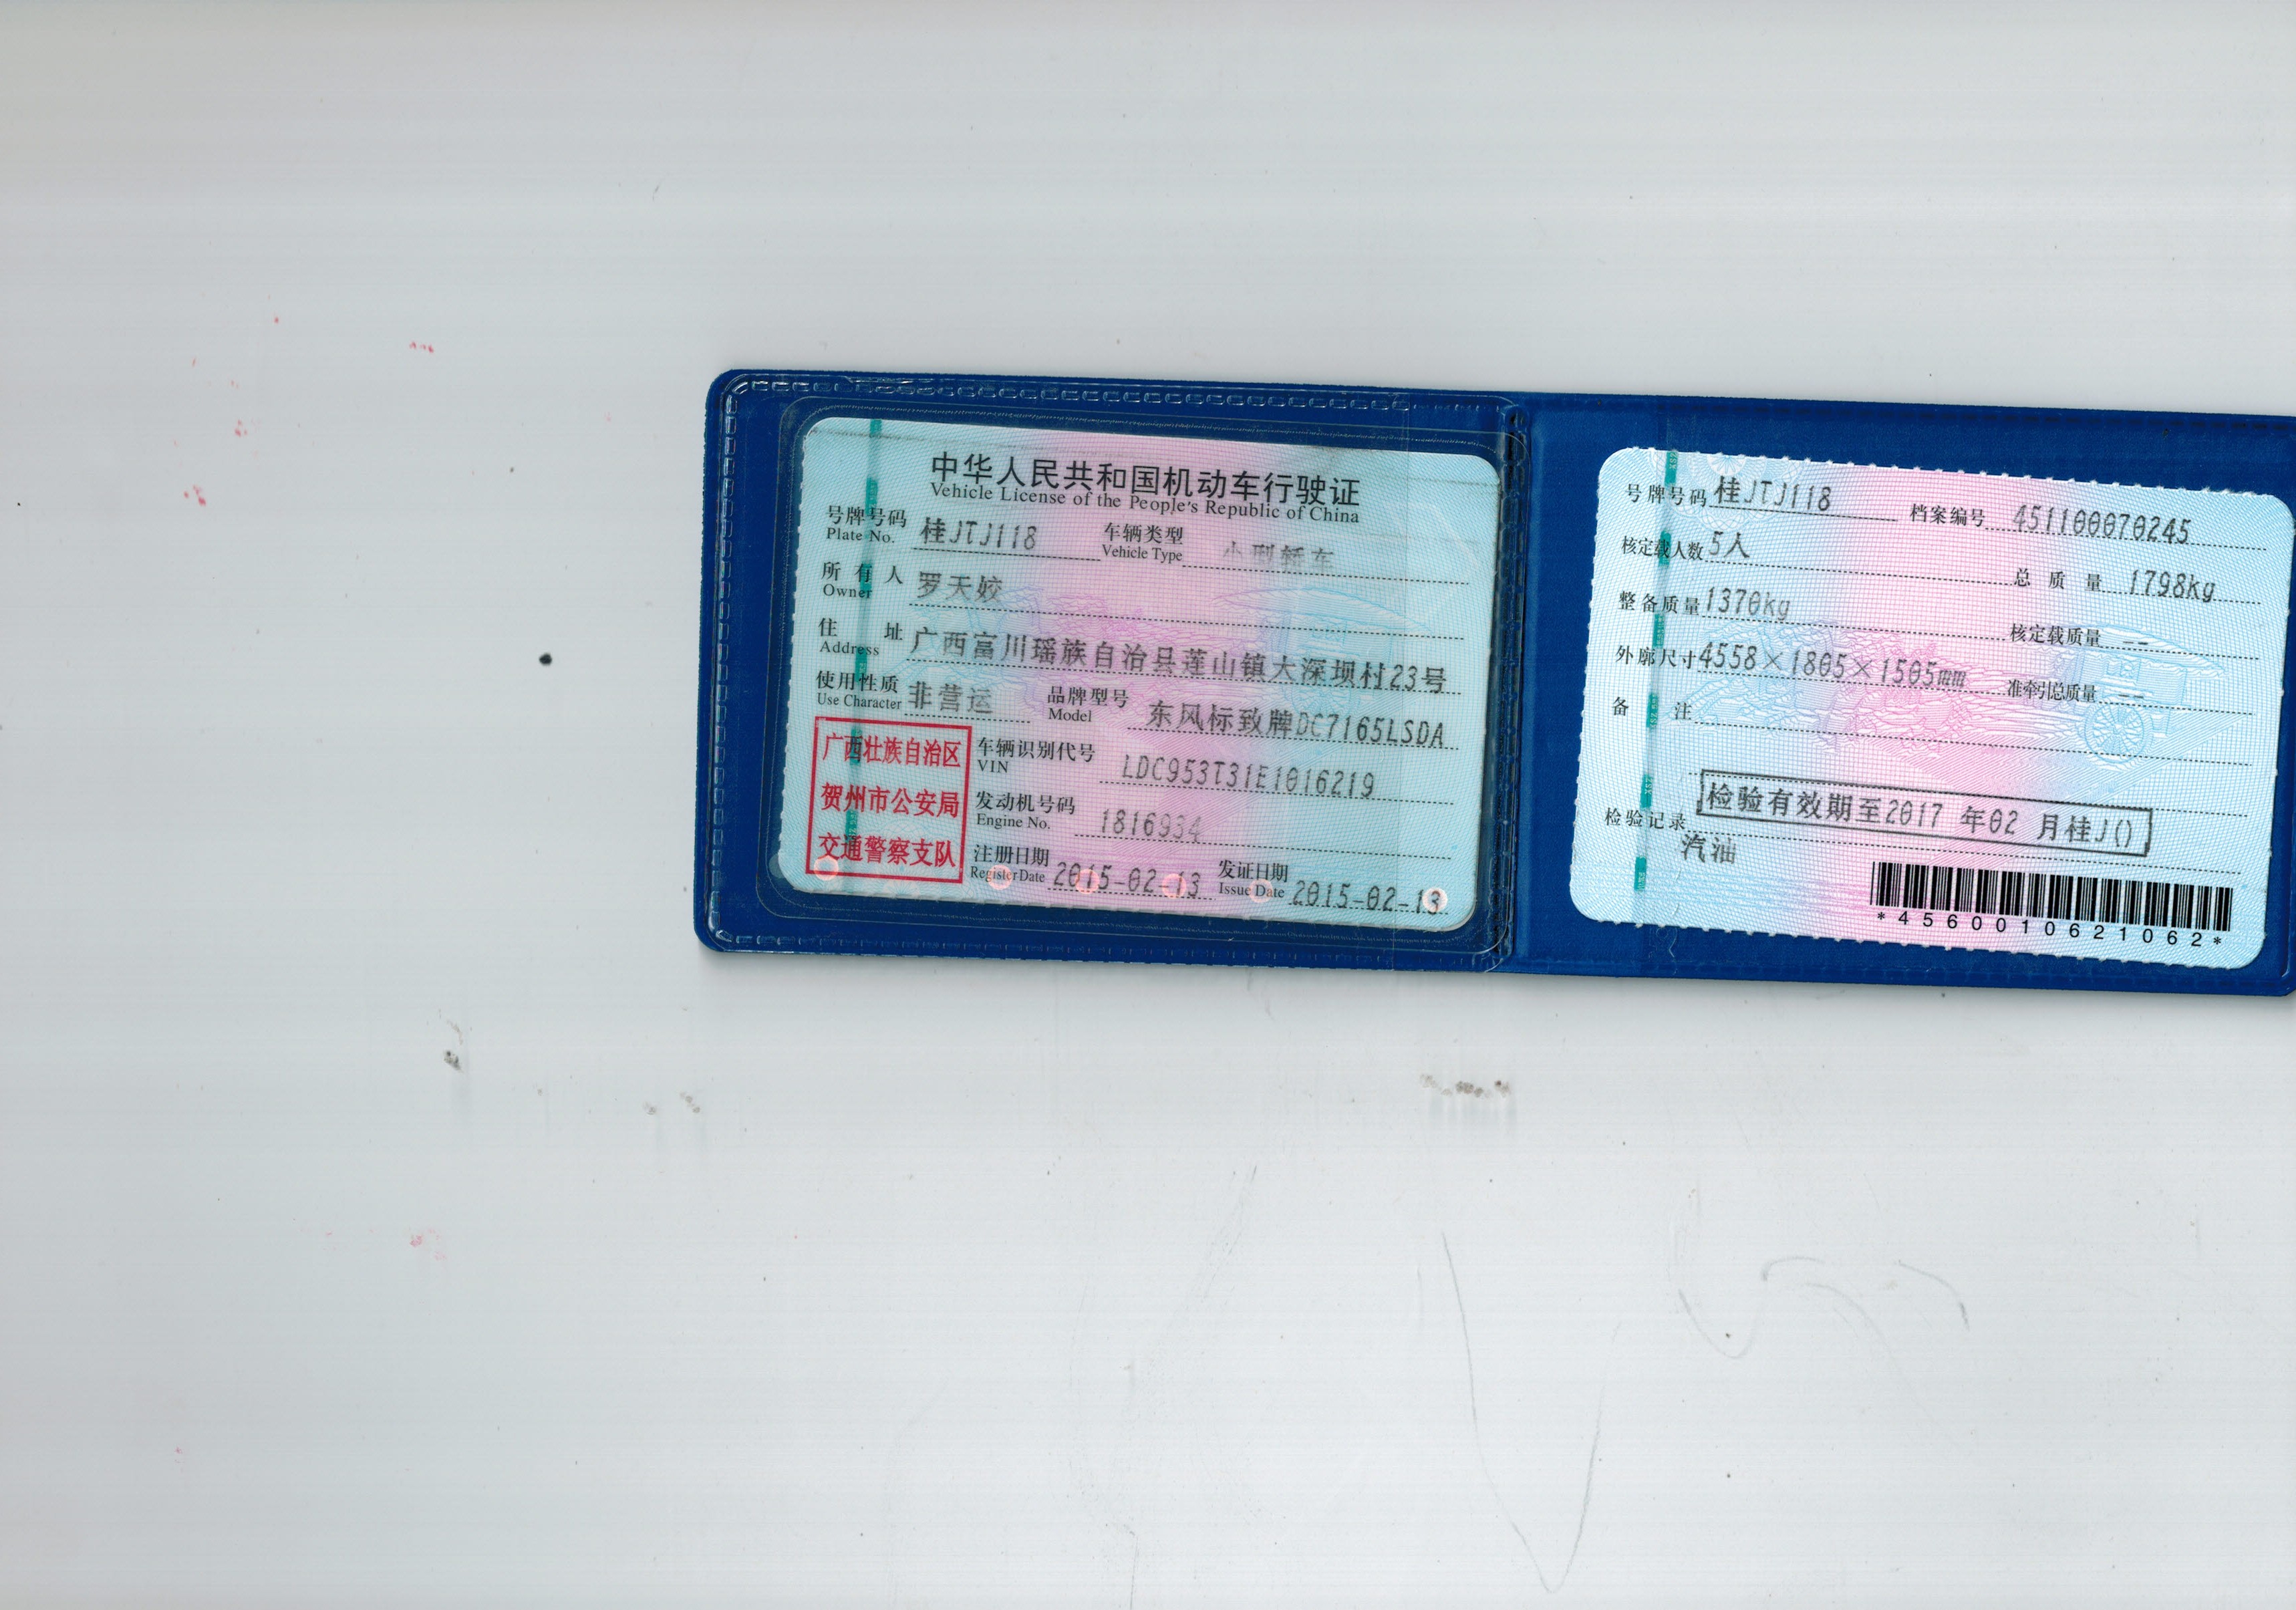 中华人民共和国机动车行驶证
Vehicle License of the People's Republic of China
号牌号码 桂JTJ118 车辆类型 小型轿车
Plate No. Vehicle Type
所有人 罗天姣
Owner
住址 广西富川瑶族自治县莲山镇大深坝村23号
Address
使用性质 非营运 品牌型号 东风标致牌DC7165LSDA
Use Character Model
广西壮族自治区
贺州市公安局
交通警察支队
车辆识别代号 LDC953T31E1016219
VIN
发动机号码 1816934
Engine No.
注册日期 2015-02-13 发证日期 2015-02-13
Register Date Issue Date
号牌号码 桂JTJ118 档案编号 451100070245
核定载人数 5人 总质量 1798kg
整备质量 1370kg 核定载质量 --
外廓尺寸 4558×1805×1505mm 准牵引总质量 --
备注
检验记录 检验有效期至2017 年02 月桂J()
汽油
*4560010621062*